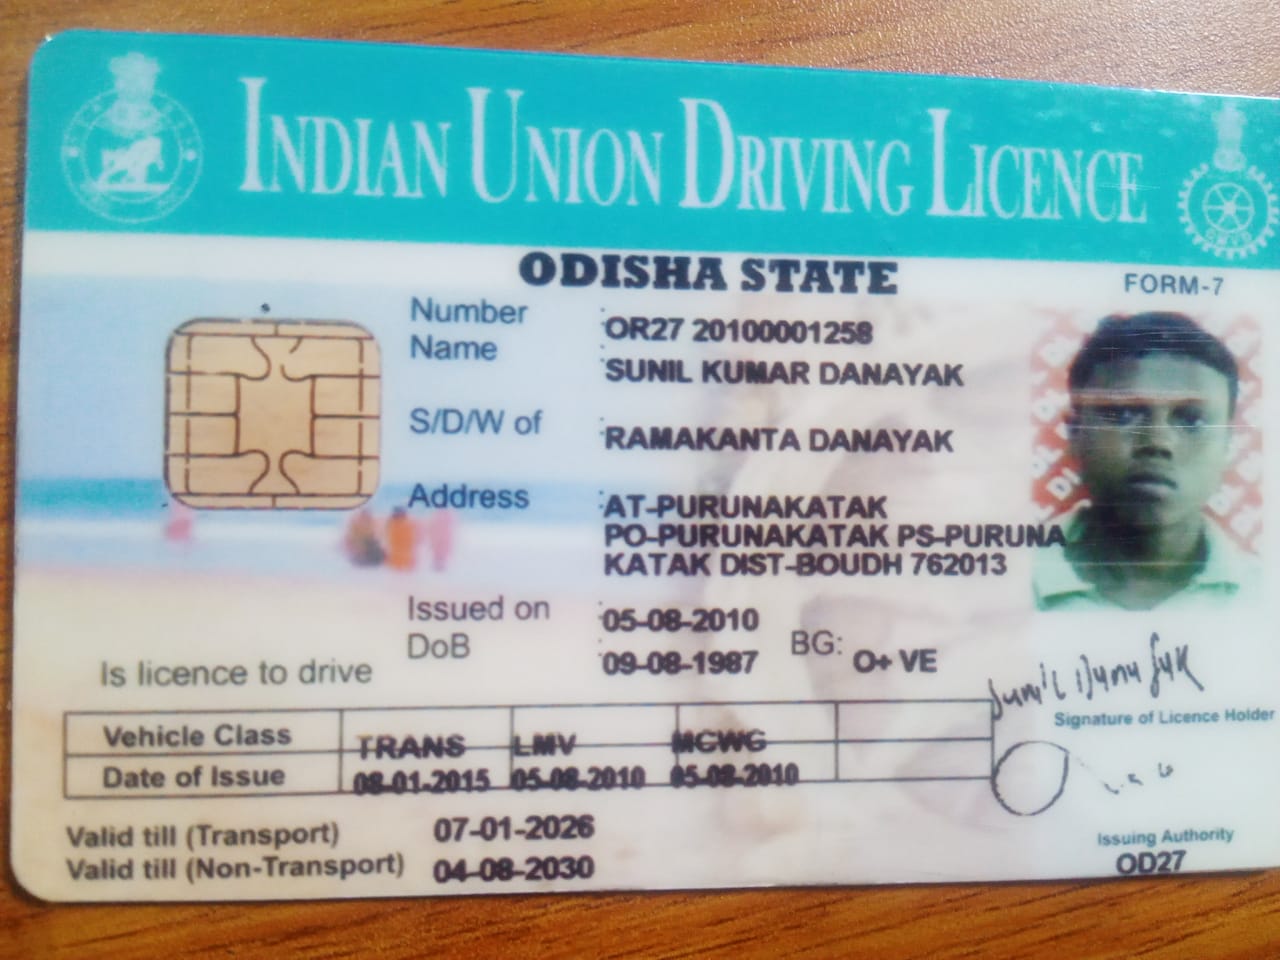 INDIAN UNION DRIVING LICENCE
ODISHA STATE
FORM-7
Number :OR27 20100001258
Name :SUNIL KUMAR DANAYAK
S/D/W of :RAMAKANTA DANAYAK
Address :AT-PURUNAKATAK
PO-PURUNAKATAK PS-PURUNA
KATAK DIST-BOUDH 762013
Issued on :05-08-2010
DoB :09-08-1987 BG: O+ VE
Is licence to drive
Signature of Licence Holder
Vehicle Class TRANS LMV MCWG
Date of Issue 08-01-2015 05-08-2010 05-08-2010
Valid till (Transport) 07-01-2026
Valid till (Non-Transport) 04-08-2030
Issuing Authority
OD27